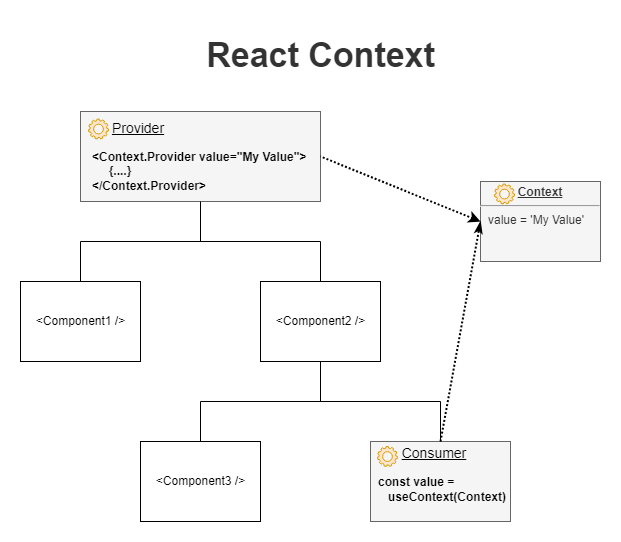 React Context
Provider
<Context.Provider value="My Value">
{....}
</Context.Provider>
Context
value = 'My Value'
<Component1 />
<Component2 />
<Component3 />
Consumer
const value =
useContext(Context)